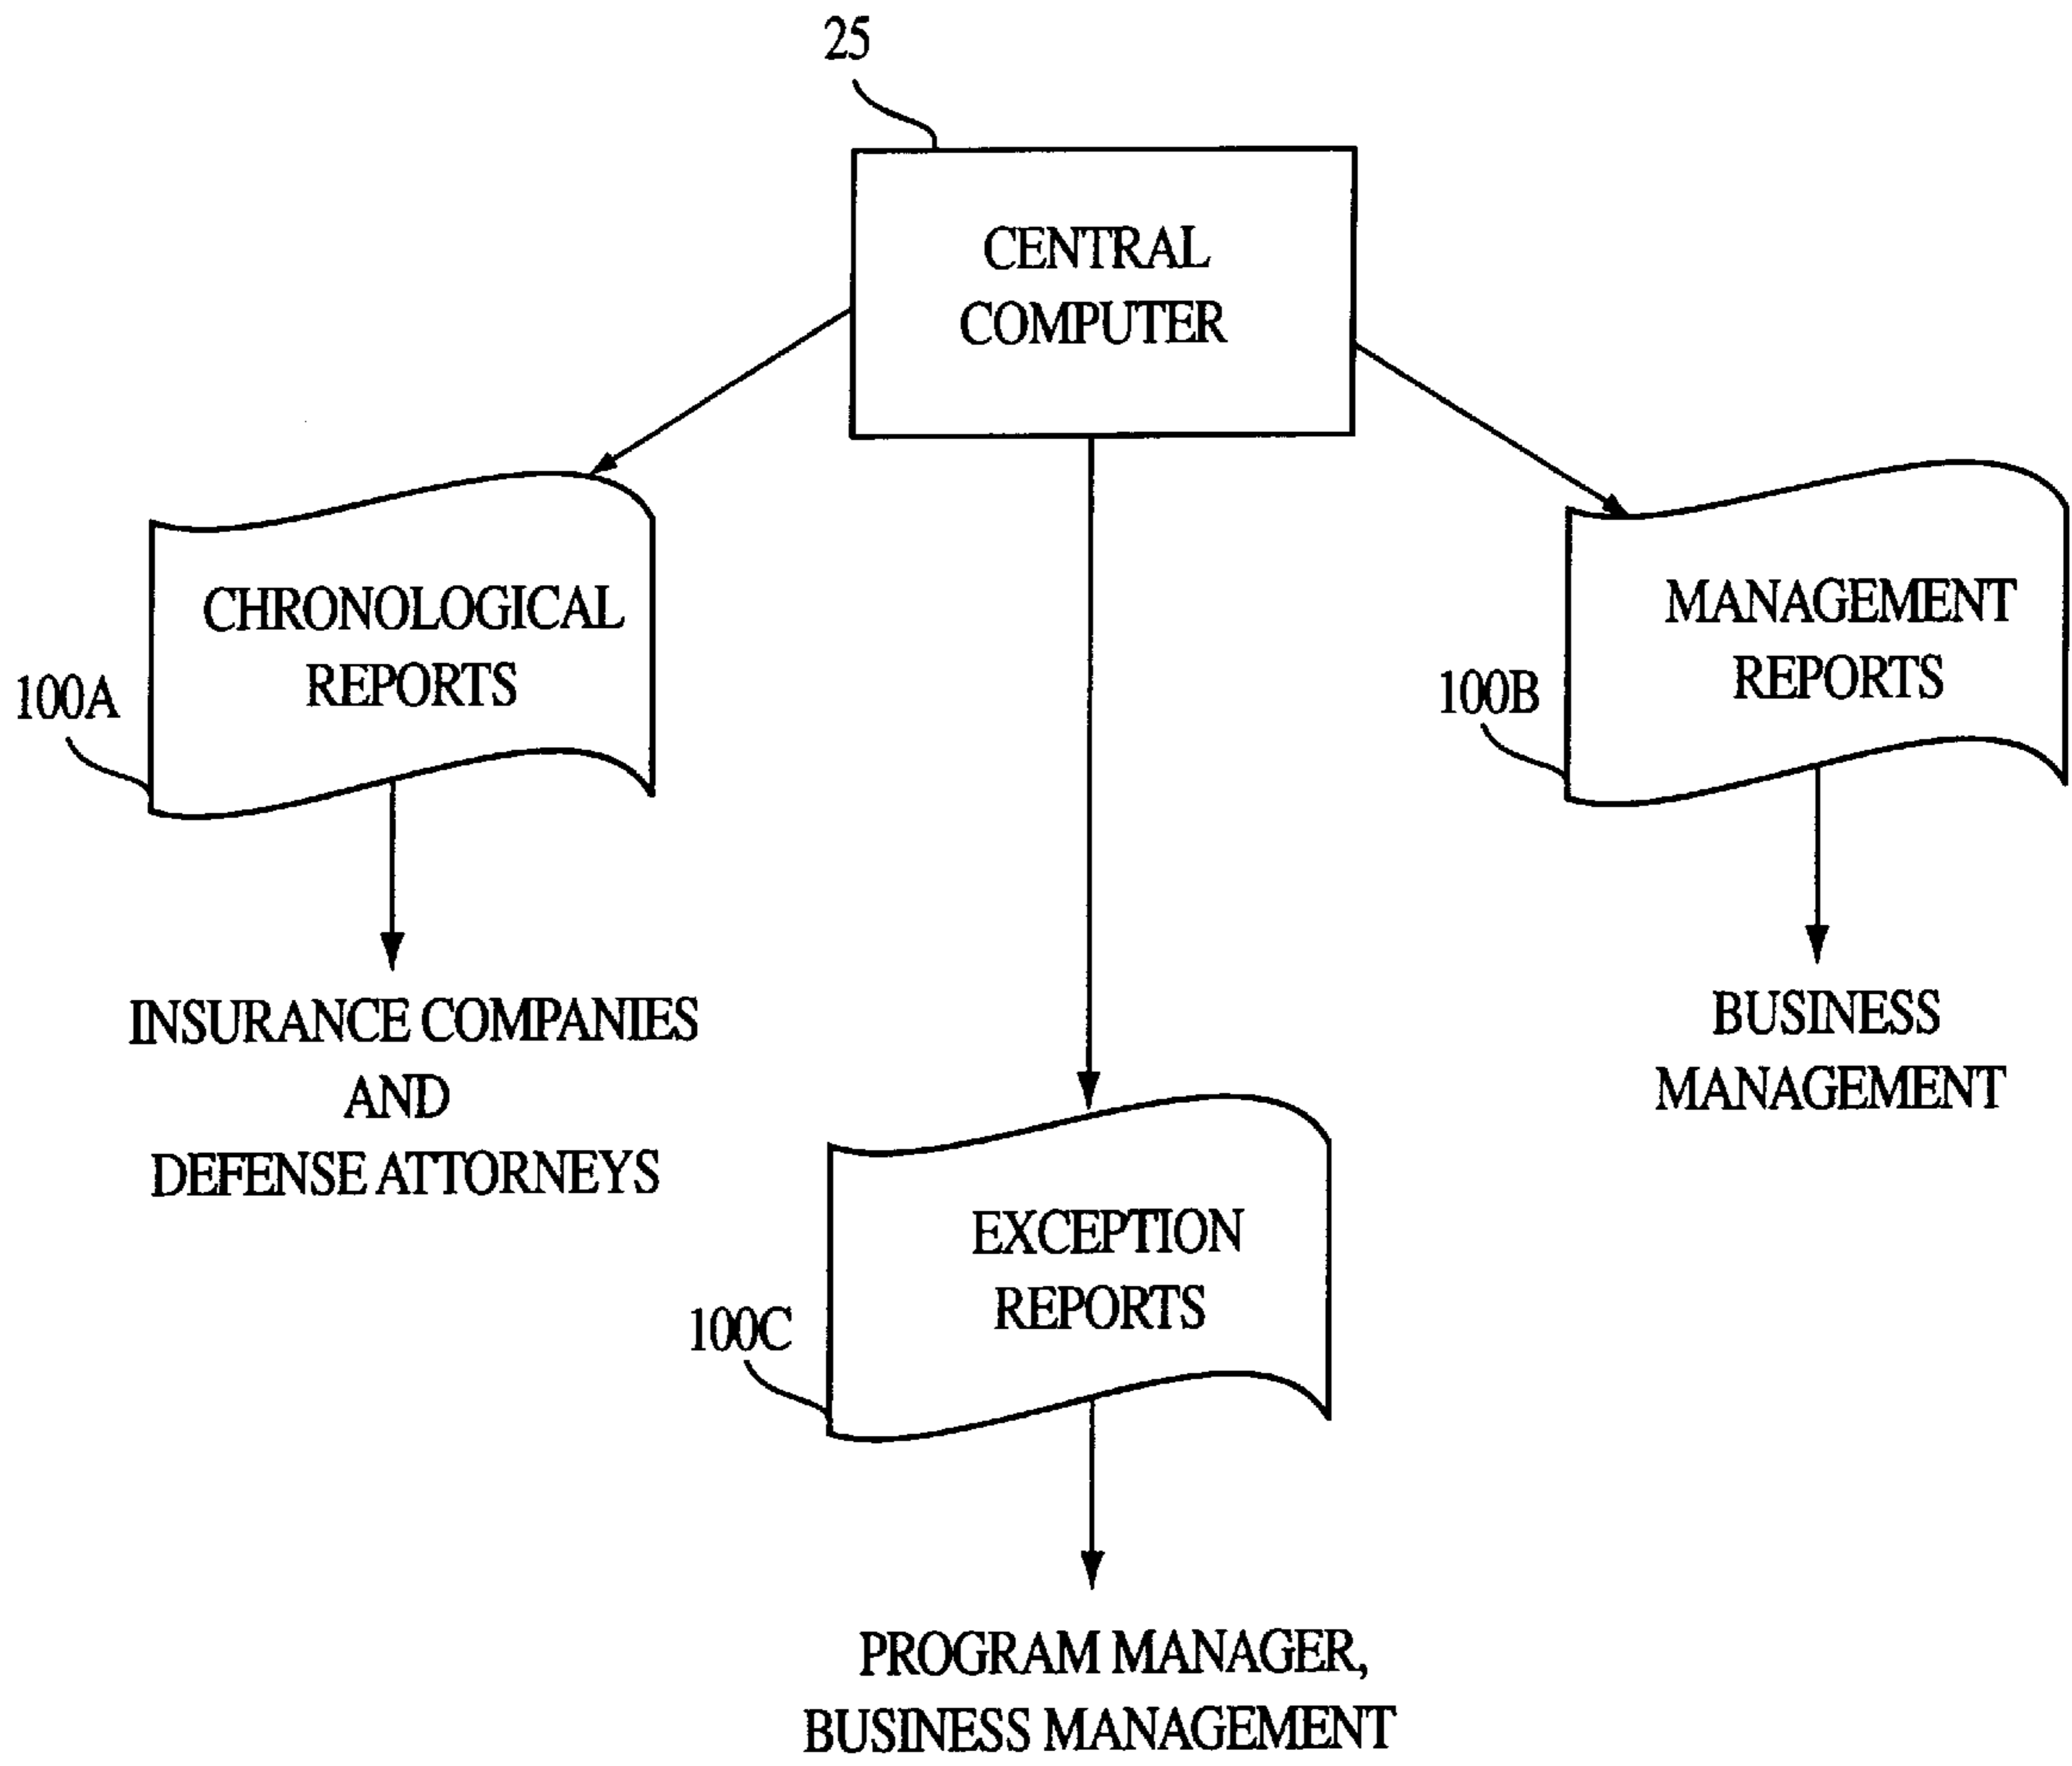 25
CENTRAL
COMPUTER
CHRONOLOGICAL
REPORTS
100A
MANAGEMENT
REPORTS
100B
INSURANCE COMPANIES
AND
DEFENSE ATTORNEYS
BUSINESS
MANAGEMENT
EXCEPTION
REPORTS
100C
PROGRAM MANAGER,
BUSINESS MANAGEMENT